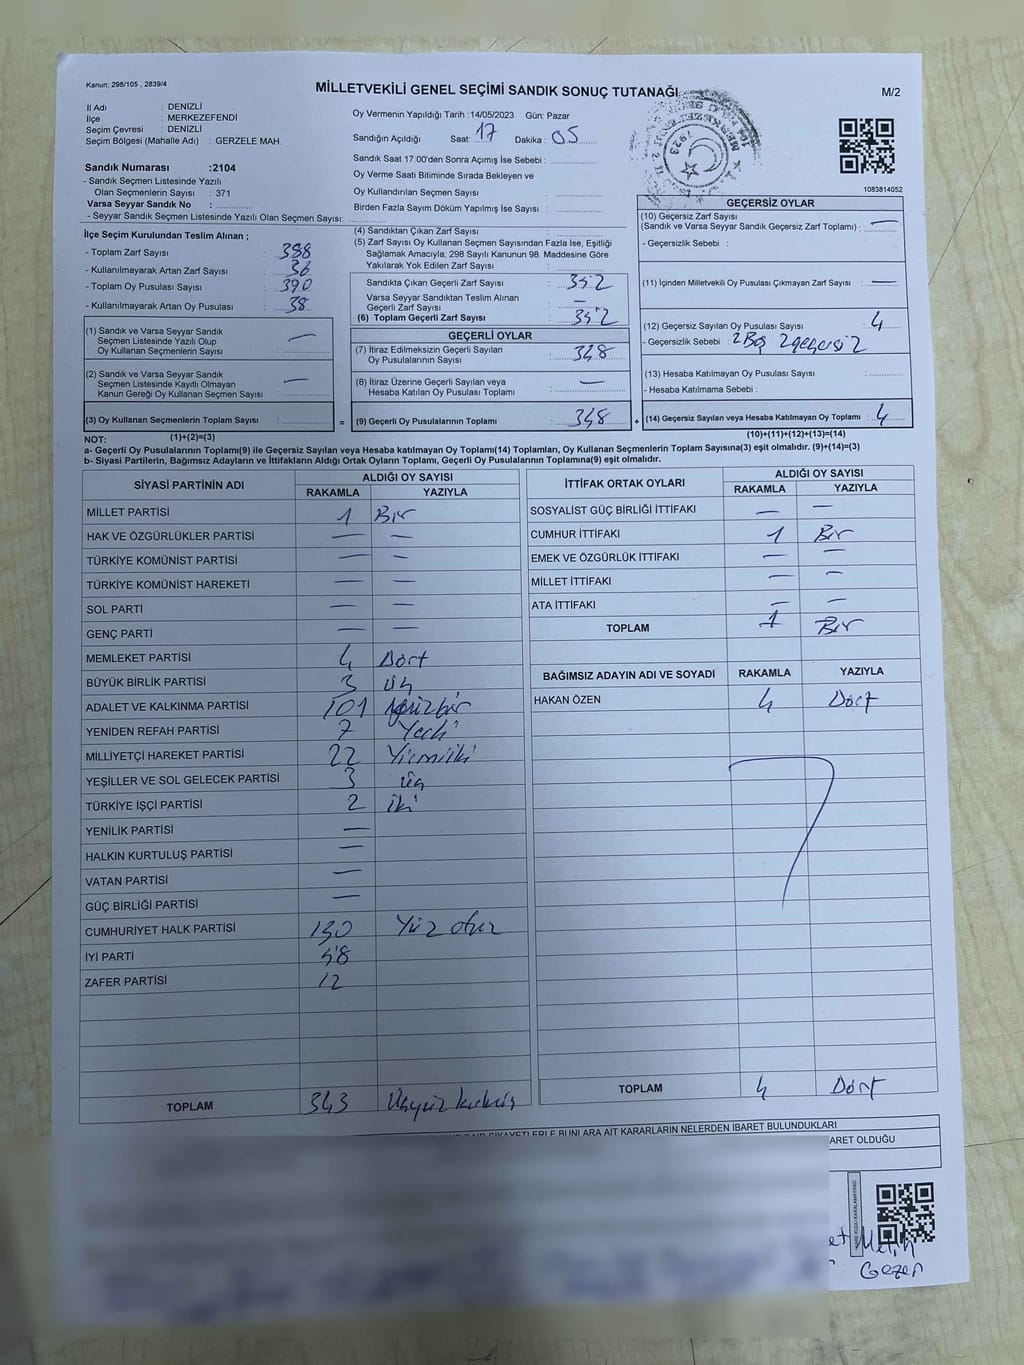 Kanun; 298/105 , 2839/4
MİLLETVEKİLİ GENEL SEÇİMİ SANDIK SONUÇ TUTANAĞI
M/2
İl Adı : DENİZLİ
İlçe : MERKEZEFENDİ
Seçim Çevresi : DENİZLİ
Seçim Bölgesi (Mahalle Adı) : GERZELE MAH.
Oy Vermenin Yapıldığı Tarih :14/05/2023 Gün: Pazar
Sandığın Açıldığı Saat: 17 Dakika : 05
Sandık Saat 17:00'den Sonra Açımış İse Sebebi :
Oy Verme Saati Bitiminde Sırada Bekleyen ve
Oy Kullandırılan Seçmen Sayısı :
Birden Fazla Sayım Döküm Yapılmış İse Sayısı :
1083814052
Sandık Numarası :2104
- Sandık Seçmen Listesinde Yazılı
Olan Seçmenlerin Sayısı : 371
Varsa Seyyar Sandık No :
- Seyyar Sandık Seçmen Listesinde Yazılı Olan Seçmen Sayısı:
İlçe Seçim Kurulundan Teslim Alınan ;
- Toplam Zarf Sayısı : 388
- Kullanılmayarak Artan Zarf Sayısı : 36
- Toplam Oy Pusulası Sayısı : 390
- Kullanılmayarak Artan Oy Pusulası : 38
(1) Sandık ve Varsa Seyyar Sandık
Seçmen Listesinde Yazılı Olup
Oy Kullanan Seçmenlerin Sayısı : —
(2) Sandık ve Varsa Seyyar Sandık
Seçmen Listesinde Kayıtlı Olmayan
Kanun Gereği Oy Kullanan Seçmen Sayısı : —
(3) Oy Kullanan Seçmenlerin Toplam Sayısı :
(4) Sandıktan Çıkan Zarf Sayısı :
(5) Zarf Sayısı Oy Kullanan Seçmen Sayısından Fazla İse, Eşitliği
Sağlamak Amacıyla; 298 Sayılı Kanunun 98. Maddesine Göre
Yakılarak Yok Edilen Zarf Sayısı :
Sandıkta Çıkan Geçerli Zarf Sayısı : 352
Varsa Seyyar Sandıktan Teslim Alınan
Geçerli Zarf Sayısı : —
(6) Toplam Geçerli Zarf Sayısı : 352
GEÇERLİ OYLAR
(7) İtiraz Edilmeksizin Geçerli Sayılan
Oy Pusulalarının Sayısı : 348
(8) İtiraz Üzerine Geçerli Sayılan veya
Hesaba Katılan Oy Pusulası Toplamı : —
= (9) Geçerli Oy Pusulalarının Toplamı : 348
GEÇERSİZ OYLAR
(10) Geçersiz Zarf Sayısı
(Sandık ve Varsa Seyyar Sandık Geçersiz Zarf Toplamı) : —
- Geçersizlik Sebebi :
(11) İçinden Milletvekili Oy Pusulası Çıkmayan Zarf Sayısı : —
(12) Geçersiz Sayılan Oy Pusulası Sayısı : 4
- Geçersizlik Sebebi : 2 Boş 2 geçersiz
(13) Hesaba Katılmayan Oy Pusulası Sayısı :
- Hesaba Katılmama Sebebi :
+ (14) Geçersiz Sayılan veya Hesaba Katılmayan Oy Toplamı : 4
NOT: (1)+(2)=(3)
(10)+(11)+(12)+(13)=(14)
a- Geçerli Oy Pusulalarının Toplamı(9) ile Geçersiz Sayılan veya Hesaba katılmayan Oy Toplamı(14) Toplamları, Oy Kullanan Seçmenlerin Toplam Sayısına(3) eşit olmalıdır. (9)+(14)=(3)
b- Siyasi Partilerin, Bağımsız Adayların ve İttifakların Aldığı Ortak Oyların Toplamı, Geçerli Oy Pusulalarının Toplamına(9) eşit olmalıdır.
SİYASİ PARTİNİN ADI ALDIĞI OY SAYISI
RAKAMLA YAZIYLA
MİLLET PARTİSİ 1 Bir
HAK VE ÖZGÜRLÜKLER PARTİSİ — —
TÜRKİYE KOMÜNİST PARTİSİ — —
TÜRKİYE KOMÜNİST HAREKETİ — —
SOL PARTİ — —
GENÇ PARTİ — —
MEMLEKET PARTİSİ 4 Dört
BÜYÜK BİRLİK PARTİSİ 3 üç
ADALET VE KALKINMA PARTİSİ 101 yüzbir
YENİDEN REFAH PARTİSİ 7 Yedi
MİLLİYETÇİ HAREKET PARTİSİ 22 Yirmiiki
YEŞİLLER VE SOL GELECEK PARTİSİ 3 üç
TÜRKİYE İŞÇİ PARTİSİ 2 iki
YENİLİK PARTİSİ —
HALKIN KURTULUŞ PARTİSİ —
VATAN PARTİSİ —
GÜÇ BİRLİĞİ PARTİSİ —
CUMHURİYET HALK PARTİSİ 130 Yüz otuz
İYİ PARTİ 58
ZAFER PARTİSİ 12
TOPLAM 343
İTTİFAK ORTAK OYLARI ALDIĞI OY SAYISI
RAKAMLA YAZIYLA
SOSYALİST GÜÇ BİRLİĞİ İTTİFAKI — —
CUMHUR İTTİFAKI 1 Bir
EMEK VE ÖZGÜRLÜK İTTİFAKI — —
MİLLET İTTİFAKI — —
ATA İTTİFAKI — —
TOPLAM 1 Bir
BAĞIMSIZ ADAYIN ADI VE SOYADI RAKAMLA YAZIYLA
HAKAN ÖZEN 4 Dört
TOPLAM 4 Dört
BUNLARA AİT KARARLARIN NELERDEN İBARET BULUNDUKLARI
İBARET OLDUĞU
Gezer